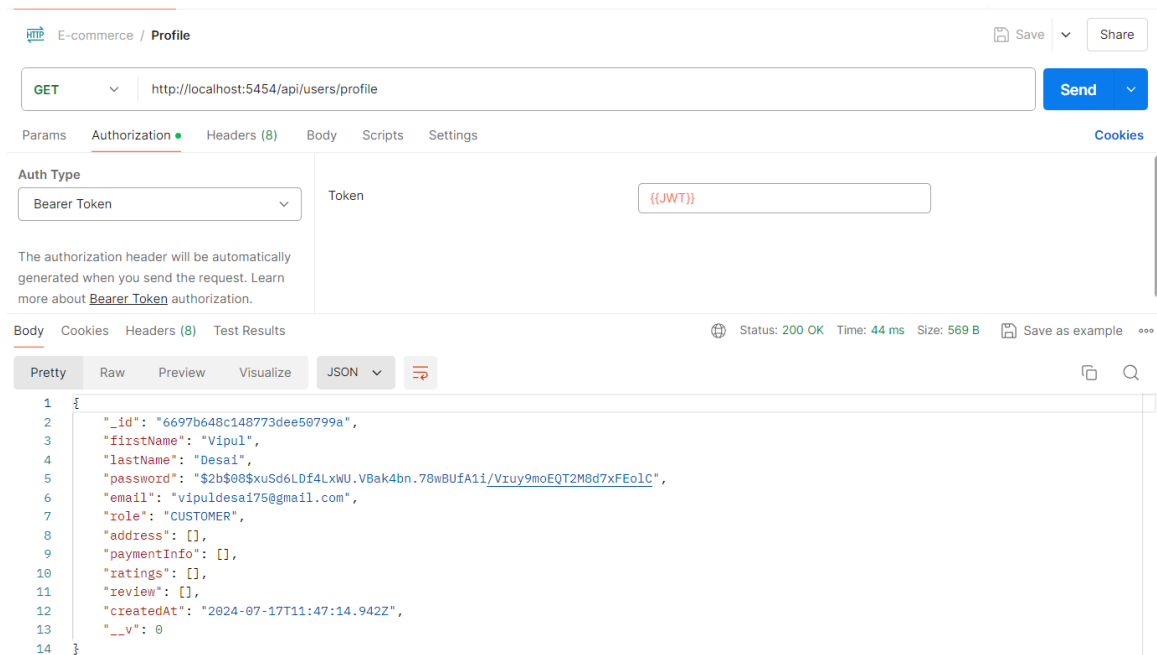 HTTP E-commerce / Profile Save Share
GET http://localhost:5454/api/users/profile Send
Params Authorization Headers (8) Body Scripts Settings Cookies
Auth Type
Bearer Token
Token {{JWT}}
The authorization header will be automatically
generated when you send the request. Learn
more about Bearer Token authorization.
Body Cookies Headers (8) Test Results Status: 200 OK Time: 44 ms Size: 569 B Save as example
Pretty Raw Preview Visualize JSON
1 {
2 "_id": "6697b648c148773dee50799a",
3 "firstName": "Vipul",
4 "lastName": "Desai",
5 "password": "$2b$08$xuSd6LDf4LxWU.VBak4bn.78wBUfA1i/Vruy9moEQT2M8d7xFEolC",
6 "email": "vipuldesai75@gmail.com",
7 "role": "CUSTOMER",
8 "address": [],
9 "paymentInfo": [],
10 "ratings": [],
11 "review": [],
12 "createdAt": "2024-07-17T11:47:14.942Z",
13 "__v": 0
14 }